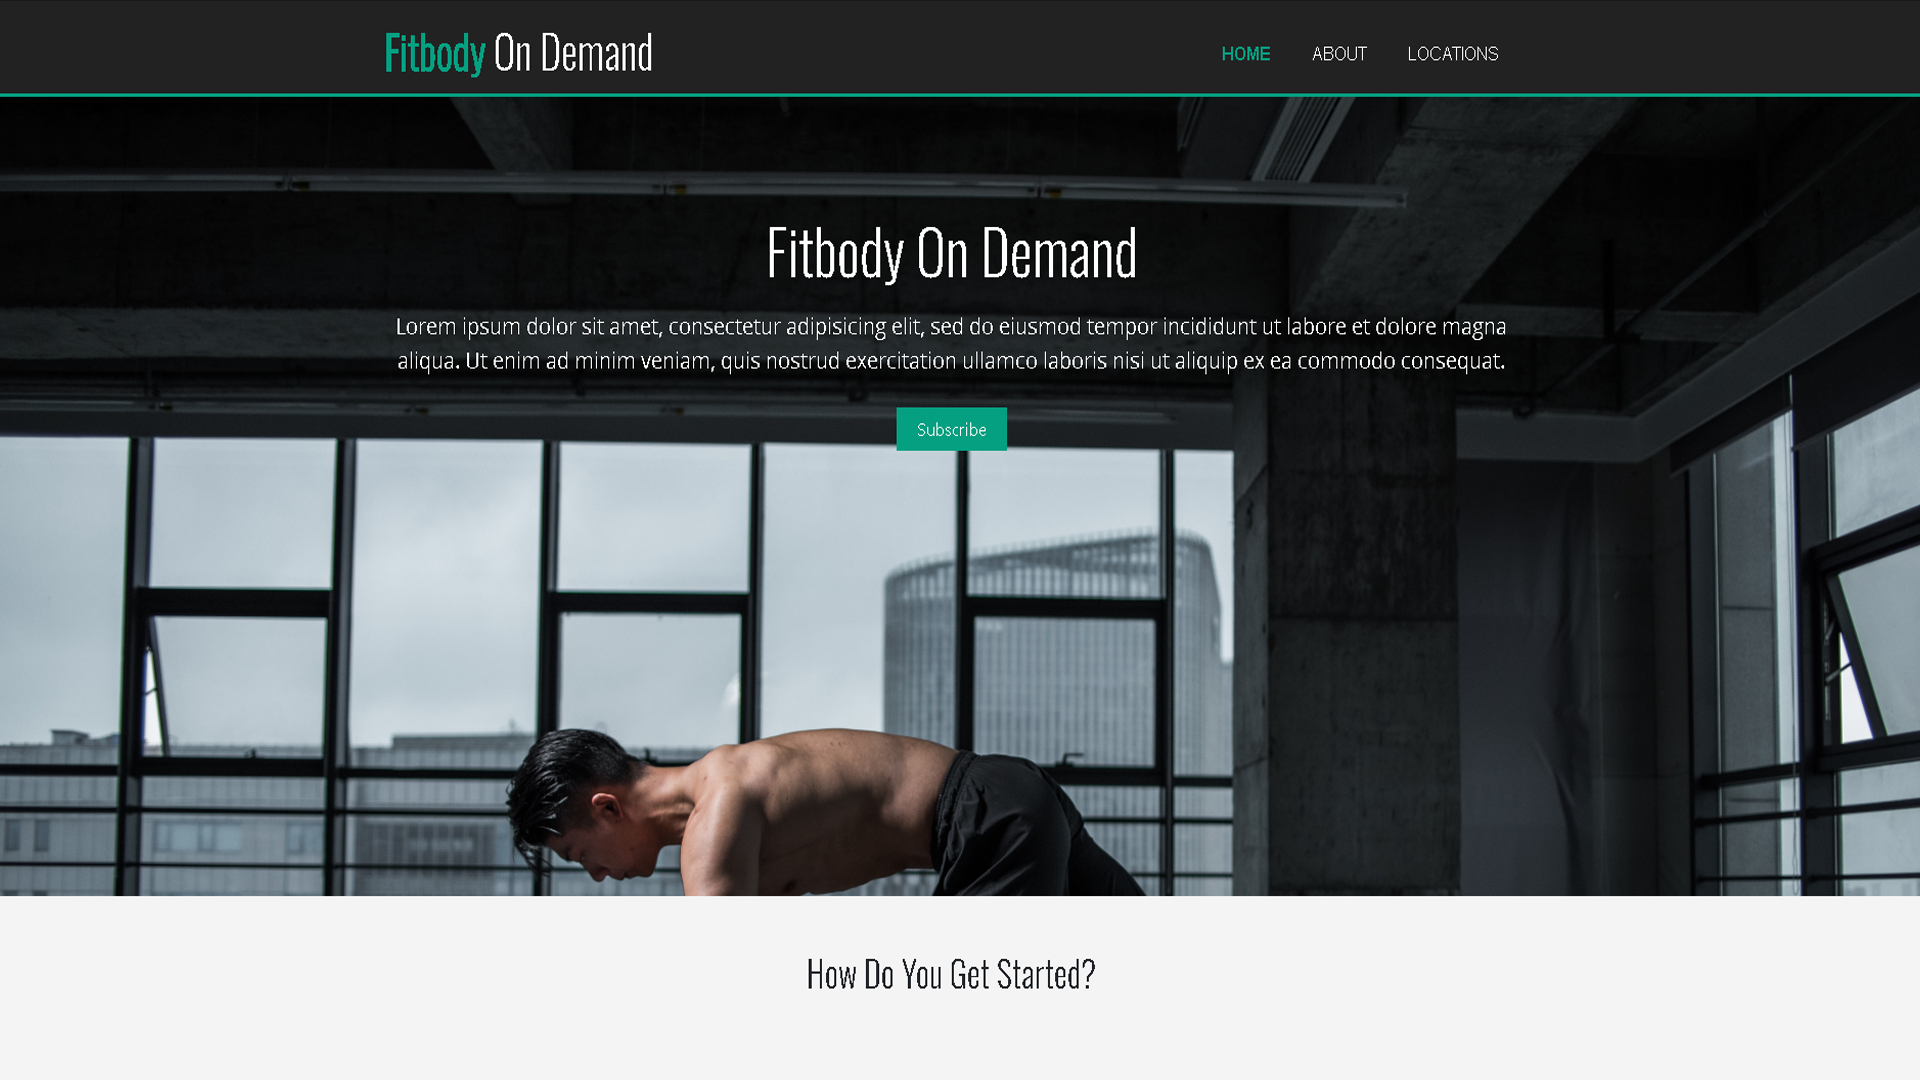 Fitbody On Demand
HOME ABOUT LOCATIONS
Fitbody On Demand
Lorem ipsum dolor sit amet, consectetur adipisicing elit, sed do eiusmod tempor incididunt ut labore et dolore magna
aliqua. Ut enim ad minim veniam, quis nostrud exercitation ullamco laboris nisi ut aliquip ex ea commodo consequat.
Subscribe
How Do You Get Started?